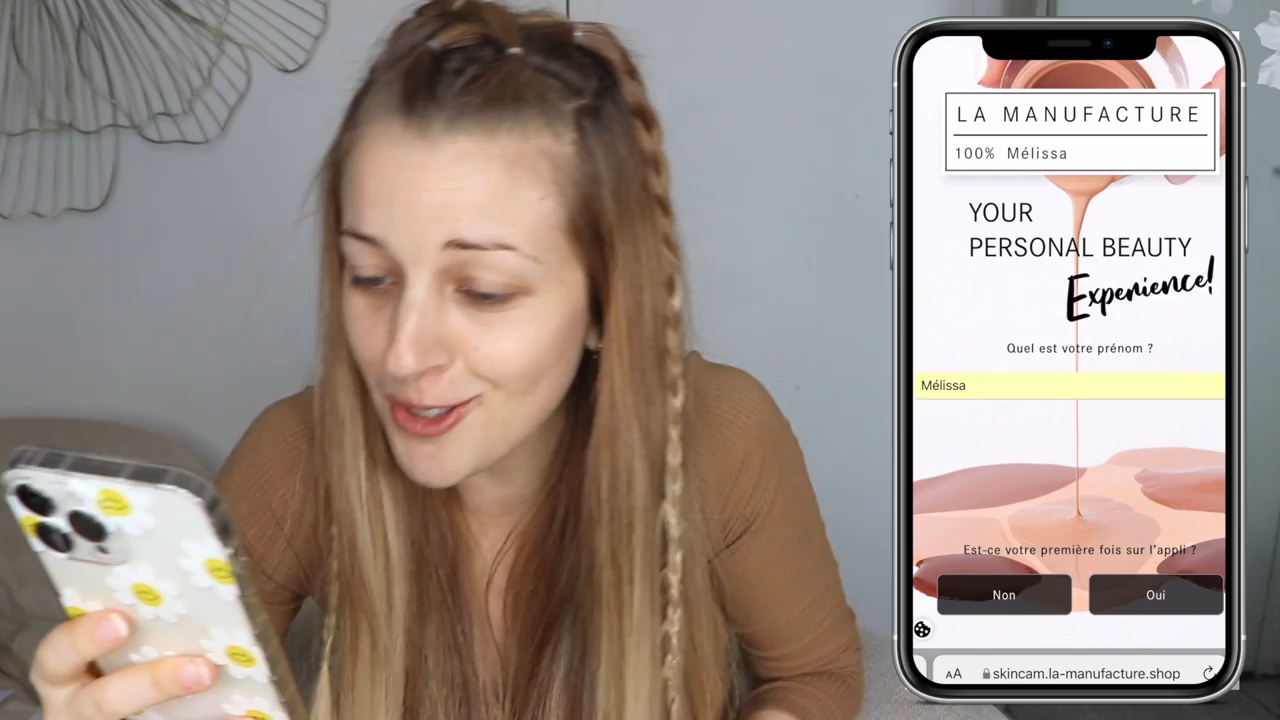 LA MANUFACTURE
100% Mélissa
YOUR
PERSONAL BEAUTY
Experience!
Quel est votre prénom ?
Mélissa
Est-ce votre première fois sur l'appli ?
Non
Oui
AA
skincam.la-manufacture.shop